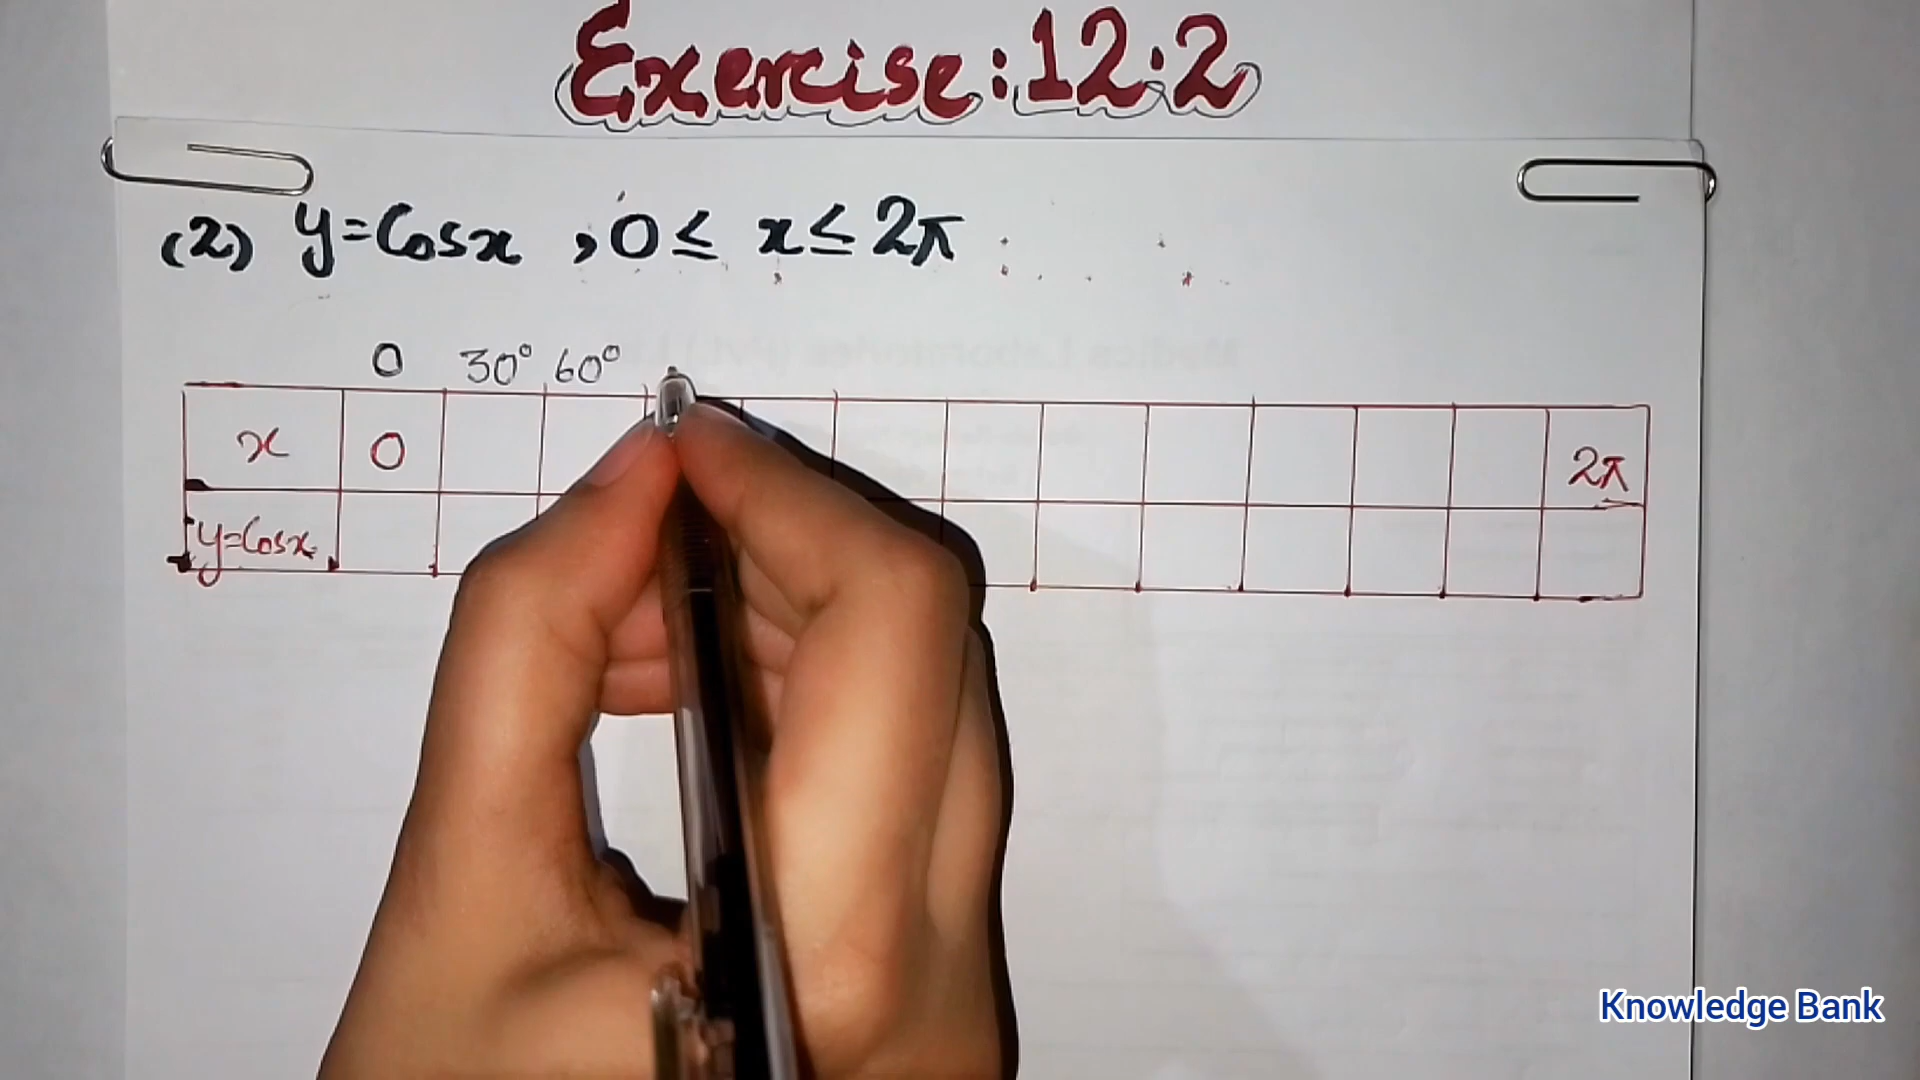 Exercise:12.2
(2) y=Cosx , 0≤ x≤2π
0 30° 60°
x 0 2π
y=Cosx
Knowledge Bank